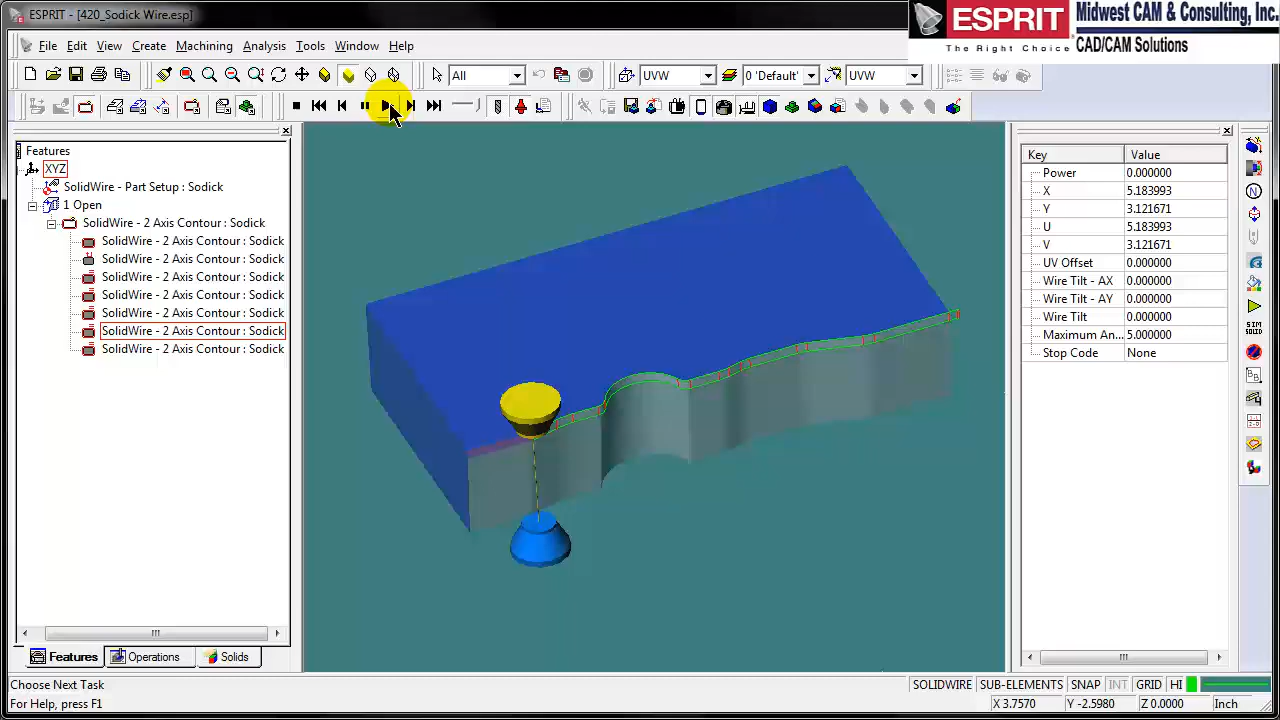 ESPRIT - [420_Sodick Wire.esp]
ESPRIT
The Right Choice
Midwest CAM & Consulting, Inc.
CAD/CAM Solutions
File Edit View Create Machining Analysis Tools Window Help
All
UVW
0 'Default'
UVW
Features
XYZ
SolidWire - Part Setup : Sodick
1 Open
SolidWire - 2 Axis Contour : Sodick
SolidWire - 2 Axis Contour : Sodick
SolidWire - 2 Axis Contour : Sodick
SolidWire - 2 Axis Contour : Sodick
SolidWire - 2 Axis Contour : Sodick
SolidWire - 2 Axis Contour : Sodick
SolidWire - 2 Axis Contour : Sodick
SolidWire - 2 Axis Contour : Sodick
Features Operations Solids
Key Value
Power 0.000000
X 5.183993
Y 3.121671
U 5.183993
V 3.121671
UV Offset 0.000000
Wire Tilt - AX 0.000000
Wire Tilt - AY 0.000000
Wire Tilt 0.000000
Maximum An... 5.000000
Stop Code None
SIM
SOLID
Choose Next Task
SOLIDWIRE SUB-ELEMENTS SNAP INT GRID HI
For Help, press F1
X 3.7570 Y -2.5980 Z 0.0000 Inch